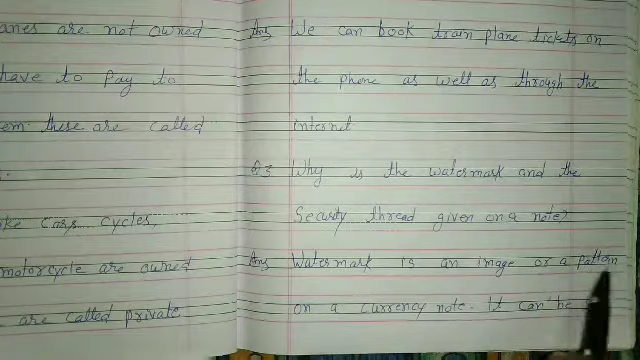 anes are not owned
have to pay to
em these are called
ike cars, cycles,
motorcycle are owned
are called private
Ans We can book train plane tickets on
the phone as well as through the
internet
Q3 Why is the watermark and the
Security thread given on a note?
Ans Watermark is an image or a pattern
on a currency note. It can be